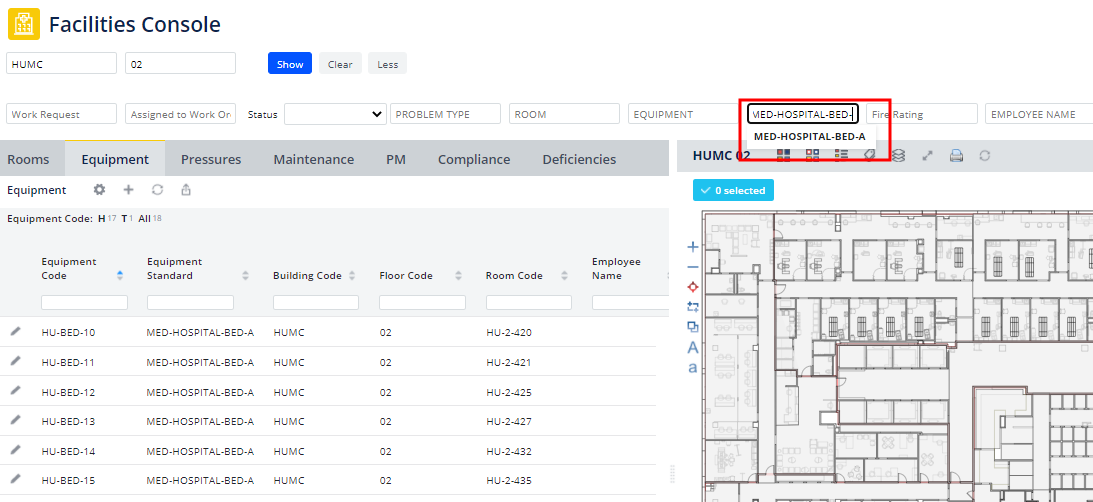 Facilities Console
HUMC 02 Show Clear Less
Work Request Assigned to Work Or Status PROBLEM TYPE ROOM EQUIPMENT MED-HOSPITAL-BED- Fire Rating EMPLOYEE NAME
MED-HOSPITAL-BED-A
Rooms Equipment Pressures Maintenance PM Compliance Deficiencies
HUMC 02
Equipment
0 selected
Equipment Code: H 17 T 1 All 18
Equipment Code Equipment Standard Building Code Floor Code Room Code Employee Name
HU-BED-10 MED-HOSPITAL-BED-A HUMC 02 HU-2-420
HU-BED-11 MED-HOSPITAL-BED-A HUMC 02 HU-2-421
HU-BED-12 MED-HOSPITAL-BED-A HUMC 02 HU-2-425
HU-BED-13 MED-HOSPITAL-BED-A HUMC 02 HU-2-427
HU-BED-14 MED-HOSPITAL-BED-A HUMC 02 HU-2-432
HU-BED-15 MED-HOSPITAL-BED-A HUMC 02 HU-2-435
A
a